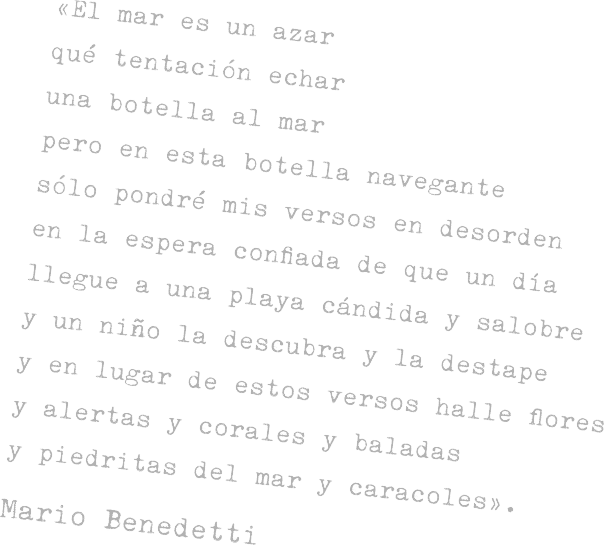 «El mar es un azar
qué tentación echar
una botella al mar
pero en esta botella navegante
sólo pondré mis versos en desorden
en la espera confiada de que un día
llegue a una playa cándida y salobre
y un niño la descubra y la destape
y en lugar de estos versos halle flores
y alertas y corales y baladas
y piedritas del mar y caracoles».
Mario Benedetti